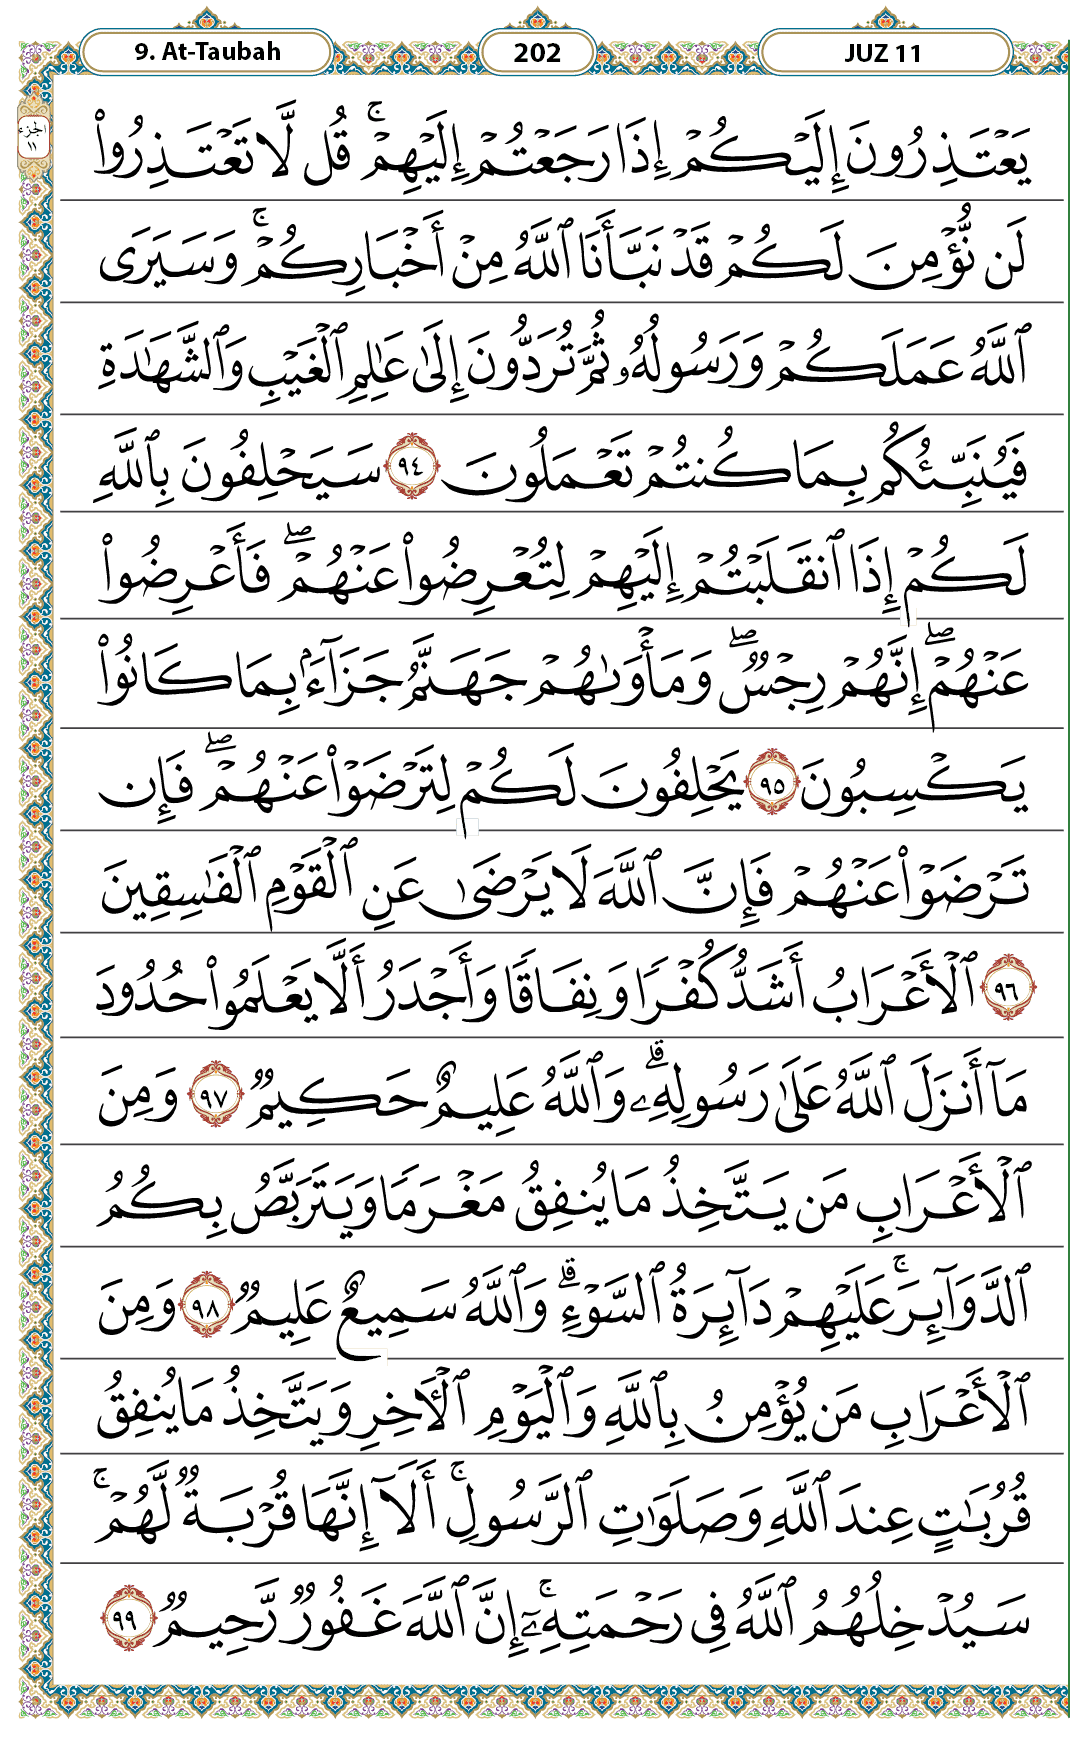 9. At-Taubah
202
JUZ 11
الجزء
١١
يَعْتَذِرُونَ إِلَيْكُمْ إِذَا رَجَعْتُمْ إِلَيْهِمْ ۚ قُل لَّا تَعْتَذِرُوا۟
لَن نُّؤْمِنَ لَكُمْ قَدْ نَبَّأَنَا ٱللَّهُ مِنْ أَخْبَارِكُمْ ۚ وَسَيَرَى
ٱللَّهُ عَمَلَكُمْ وَرَسُولُهُۥ ثُمَّ تُرَدُّونَ إِلَىٰ عَـٰلِمِ ٱلْغَيْبِ وَٱلشَّهَـٰدَةِ
فَيُنَبِّئُكُم بِمَا كُنتُمْ تَعْمَلُونَ ٩٤ سَيَحْلِفُونَ بِٱللَّهِ
لَكُمْ إِذَا ٱنقَلَبْتُمْ إِلَيْهِمْ لِتُعْرِضُوا۟ عَنْهُمْ ۖ فَأَعْرِضُوا۟
عَنْهُمْ ۖ إِنَّهُمْ رِجْسٌ ۖ وَمَأْوَىٰهُمْ جَهَنَّمُ جَزَآءًۢ بِمَا كَانُوا۟
يَكْسِبُونَ ٩٥ يَحْلِفُونَ لَكُمْ لِتَرْضَوْا۟ عَنْهُمْ ۖ فَإِن
تَرْضَوْا۟ عَنْهُمْ فَإِنَّ ٱللَّهَ لَا يَرْضَىٰ عَنِ ٱلْقَوْمِ ٱلْفَـٰسِقِينَ
٩٦ ٱلْأَعْرَابُ أَشَدُّ كُفْرًا وَنِفَاقًا وَأَجْدَرُ أَلَّا يَعْلَمُوا۟ حُدُودَ
مَآ أَنزَلَ ٱللَّهُ عَلَىٰ رَسُولِهِۦ ۗ وَٱللَّهُ عَلِيمٌ حَكِيمٌ ٩٧ وَمِنَ
ٱلْأَعْرَابِ مَن يَتَّخِذُ مَا يُنفِقُ مَغْرَمًا وَيَتَرَبَّصُ بِكُمُ
ٱلدَّوَآئِرَ ۚ عَلَيْهِمْ دَآئِرَةُ ٱلسَّوْءِ ۗ وَٱللَّهُ سَمِيعٌ عَلِيمٌ ٩٨ وَمِنَ
ٱلْأَعْرَابِ مَن يُؤْمِنُ بِٱللَّهِ وَٱلْيَوْمِ ٱلْـَٔاخِرِ وَيَتَّخِذُ مَا يُنفِقُ
قُرُبَـٰتٍ عِندَ ٱللَّهِ وَصَلَوَٰتِ ٱلرَّسُولِ ۚ أَلَآ إِنَّهَا قُرْبَةٌ لَّهُمْ ۚ
سَيُدْخِلُهُمُ ٱللَّهُ فِى رَحْمَتِهِۦٓ ۚ إِنَّ ٱللَّهَ غَفُورٌ رَّحِيمٌ ٩٩